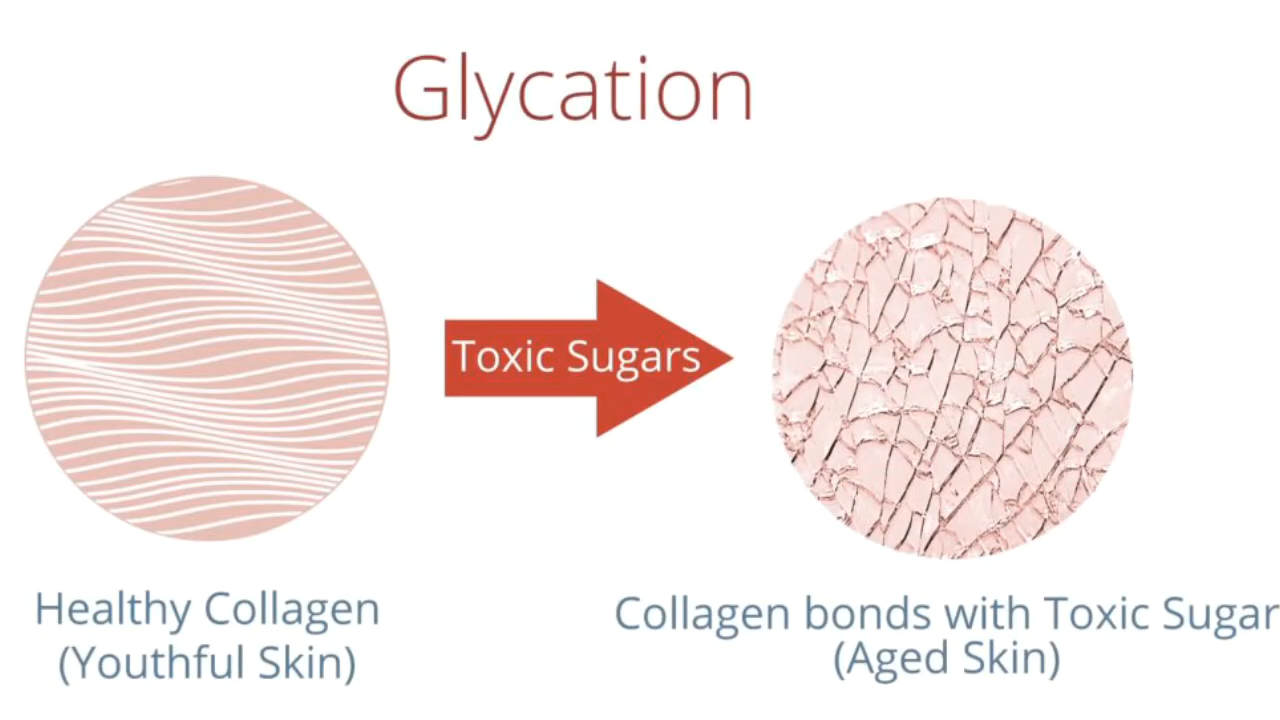 Glycation
Toxic Sugars
Healthy Collagen
(Youthful Skin)
Collagen bonds with Toxic Sugar
(Aged Skin)